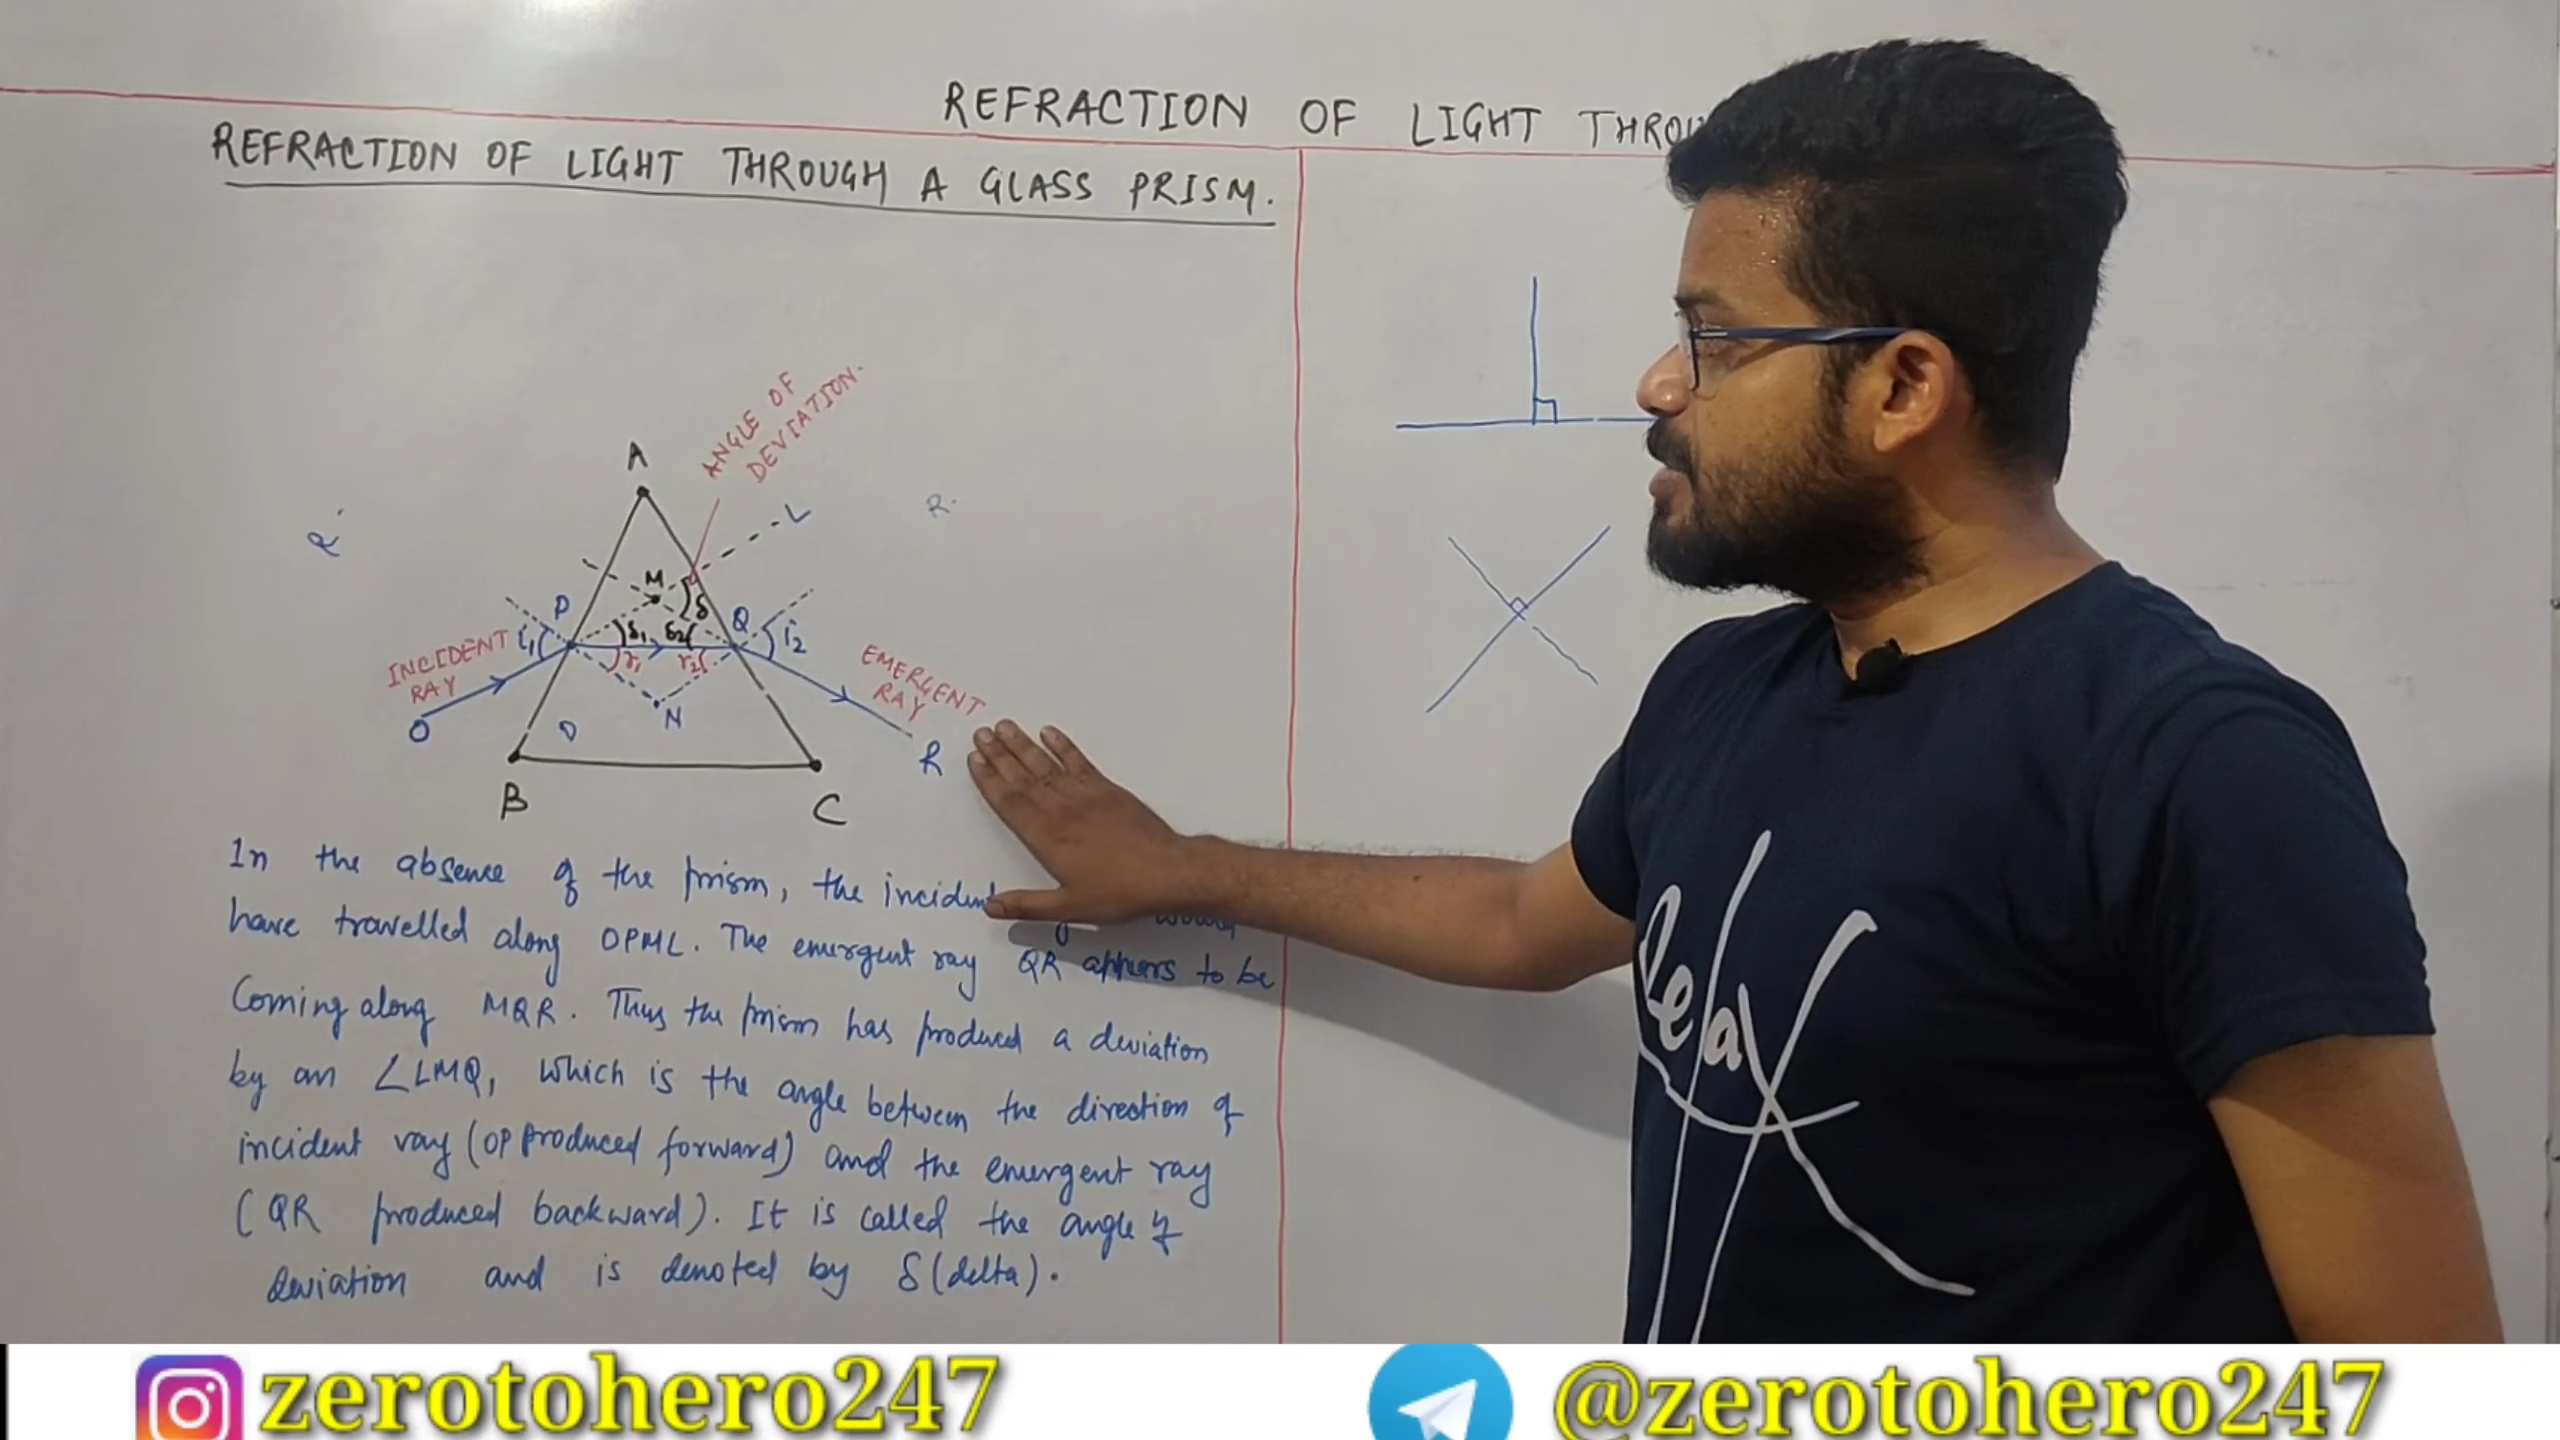 REFRACTION OF LIGHT
REFRACTION OF LIGHT THROUGH A GLASS PRISM.
ANGLE OF
DEVIATION.
A
L
R
M
δ
P
Q
i1
δ1
δ2
i2
r1
r2
INCIDENT
RAY
EMERGENT
RAY
O
N
R
B
C
In the absence of the prism, the incident
have travelled along OPML. The emergent ray QR appears to be
Coming along MQR. Thus the prism has produced a deviation
by an ∠LMQ, which is the angle between the direction of
incident ray (OP produced forward) and the emergent ray
(QR produced backward). It is called the angle of
deviation and is denoted by δ (delta).
Relax
zerotohero247
@zerotohero247